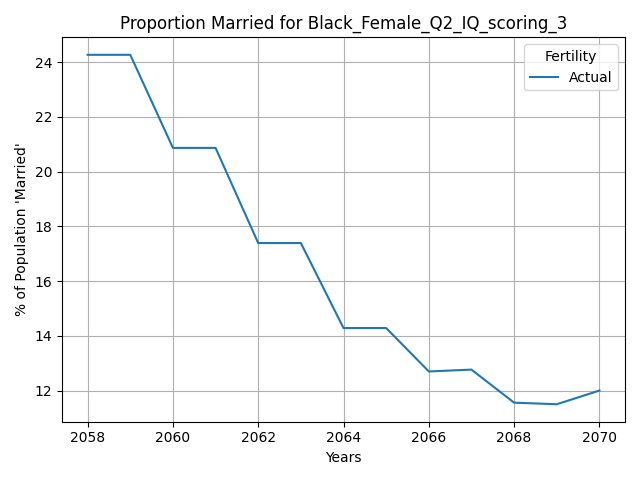 Proportion Married for Black_Female_Q2_IQ_scoring_3
Fertility
Actual
% of Population 'Married'
24
22
20
18
16
14
12
2058
2060
2062
2064
2066
2068
2070
Years